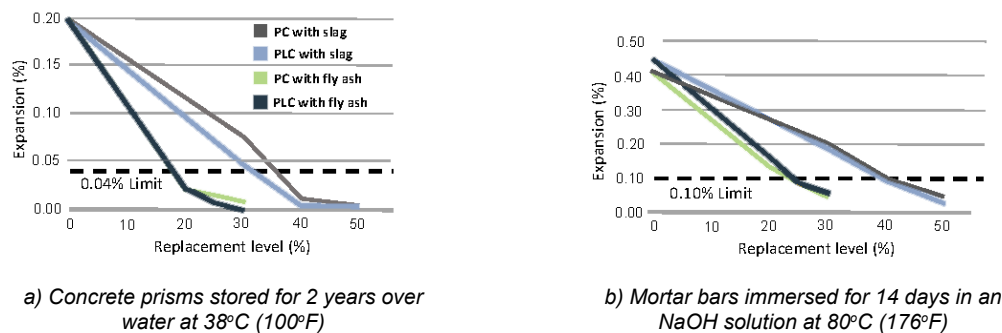 0.20
0.15
0.10
0.05
0.00
Expansion (%)
PC with slag
PLC with slag
PC with fly ash
PLC with fly ash
0.04% Limit
0 10 20 30 40 50
Replacement level (%)
a) Concrete prisms stored for 2 years over
water at 38ºC (100ºF)
0.50
0.40
0.30
0.20
0.10
0.00
Expansion (%)
0.10% Limit
0 10 20 30 40 50
Replacement level (%)
b) Mortar bars immersed for 14 days in an
NaOH solution at 80ºC (176ºF)